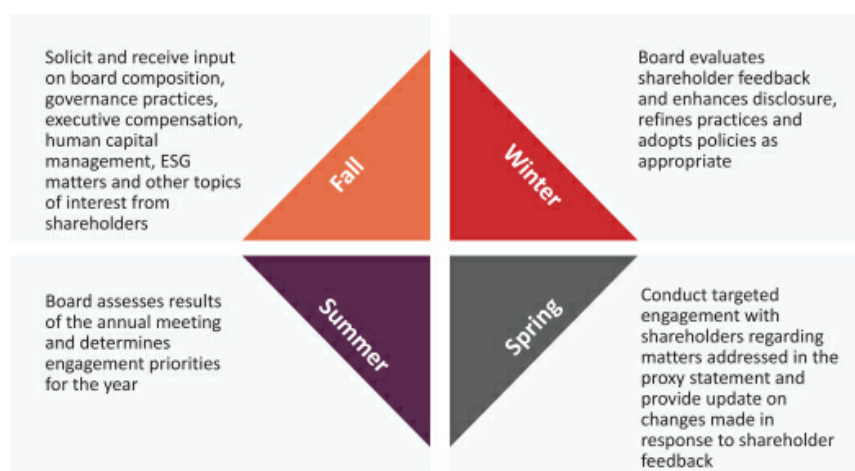 Solicit and receive input
on board composition,
governance practices,
executive compensation,
human capital
management, ESG
matters and other topics
of interest from
shareholders
Fall
Winter
Board evaluates
shareholder feedback
and enhances disclosure,
refines practices and
adopts policies as
appropriate
Board assesses results
of the annual meeting
and determines
engagement priorities
for the year
Summer
Spring
Conduct targeted
engagement with
shareholders regarding
matters addressed in the
proxy statement and
provide update on
changes made in
response to shareholder
feedback